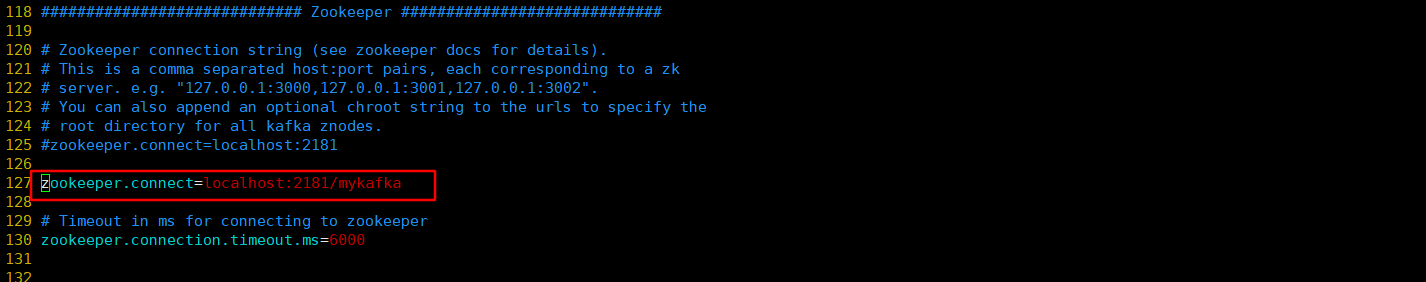 118 ############################# Zookeeper #############################
119
120 # Zookeeper connection string (see zookeeper docs for details).
121 # This is a comma separated host:port pairs, each corresponding to a zk
122 # server. e.g. "127.0.0.1:3000,127.0.0.1:3001,127.0.0.1:3002".
123 # You can also append an optional chroot string to the urls to specify the
124 # root directory for all kafka znodes.
125 #zookeeper.connect=localhost:2181
126
127 zookeeper.connect=localhost:2181/mykafka
128
129 # Timeout in ms for connecting to zookeeper
130 zookeeper.connection.timeout.ms=6000
131
132